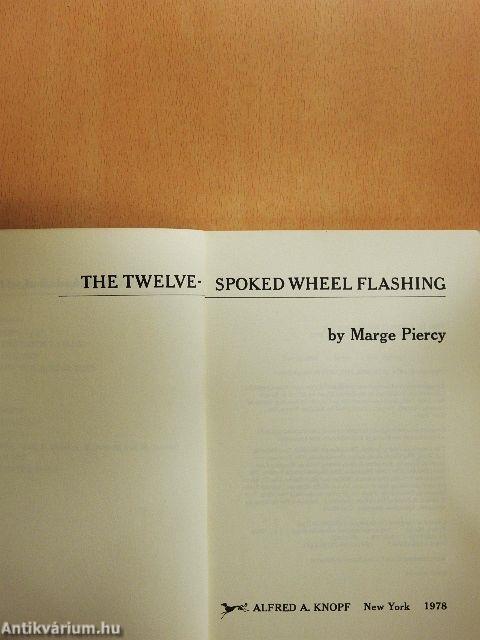 THE TWELVE- SPOKED WHEEL FLASHING
by Marge Piercy
ALFRED A. KNOPF New York 1978
Antikvárium.hu